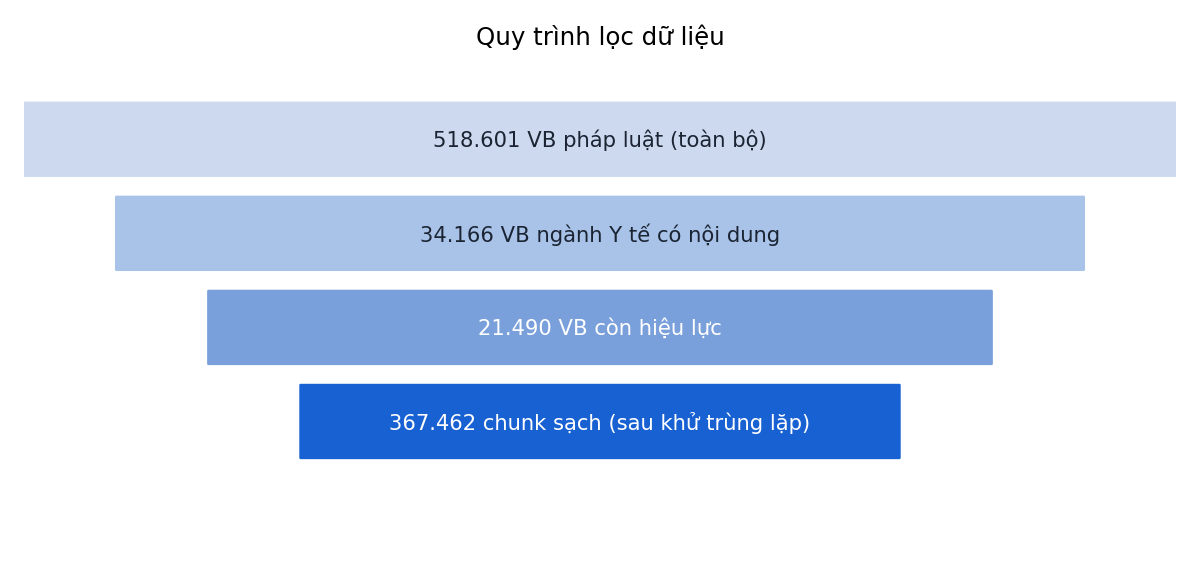 Quy trình lọc dữ liệu
518.601 VB pháp luật (toàn bộ)
34.166 VB ngành Y tế có nội dung
21.490 VB còn hiệu lực
367.462 chunk sạch (sau khử trùng lặp)